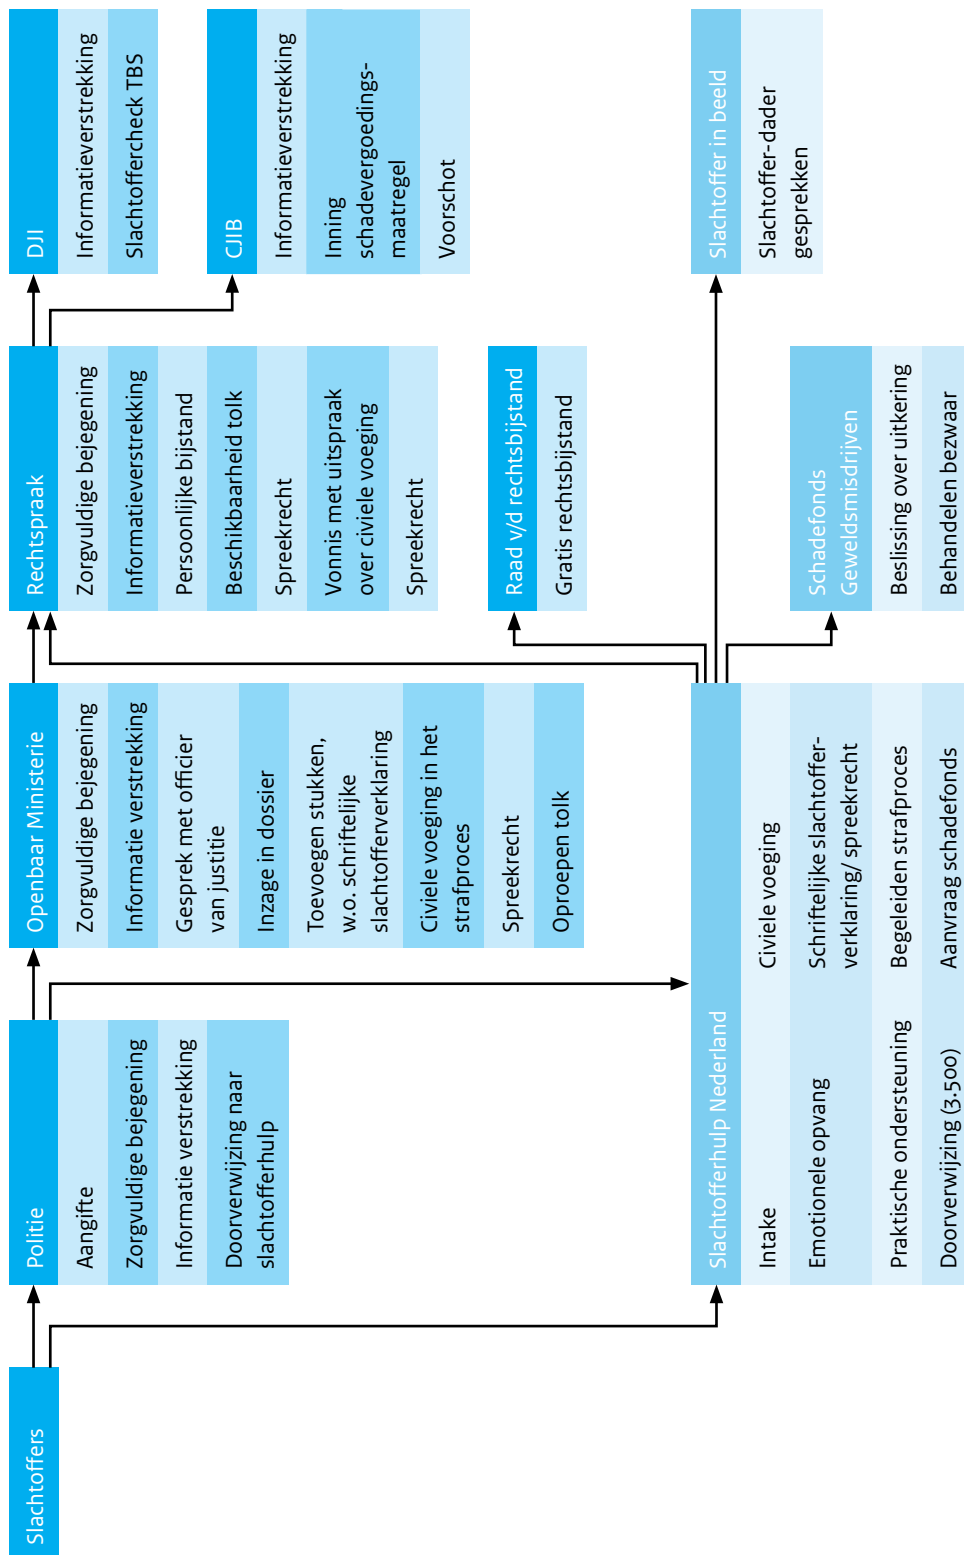 Slachtoffers
Politie
Aangifte
Zorgvuldige bejegening
Informatie verstrekking
Doorverwijzing naar
slachtofferhulp
Openbaar Ministerie
Zorgvuldige bejegening
Informatie verstrekking
Gesprek met officier
van justitie
Inzage in dossier
Toevoegen stukken,
w.o. schriftelijke
slachtofferverklaring
Civiele voeging in het
strafproces
Spreekrecht
Oproepen tolk
Rechtspraak
Zorgvuldige bejegening
Informatieverstrekking
Persoonlijke bijstand
Beschikbaarheid tolk
Spreekrecht
Vonnis met uitspraak
over civiele voeging
Spreekrecht
DJI
Informatieverstrekking
Slachtoffercheck TBS
CJIB
Informatieverstrekking
Inning
schadevergoedings-
maatregel
Voorschot
Raad v/d rechtsbijstand
Gratis rechtsbijstand
Slachtofferhulp Nederland
Intake
Civiele voeging
Emotionele opvang
Schriftelijke slachtoffer-
verklaring/ spreekrecht
Praktische ondersteuning
Begeleiden strafproces
Doorverwijzing (3.500)
Aanvraag schadefonds
Slachtoffer in beeld
Slachtoffer-dader
gesprekken
Schadefonds
Geweldsmisdrijven
Beslissing over uitkering
Behandelen bezwaar